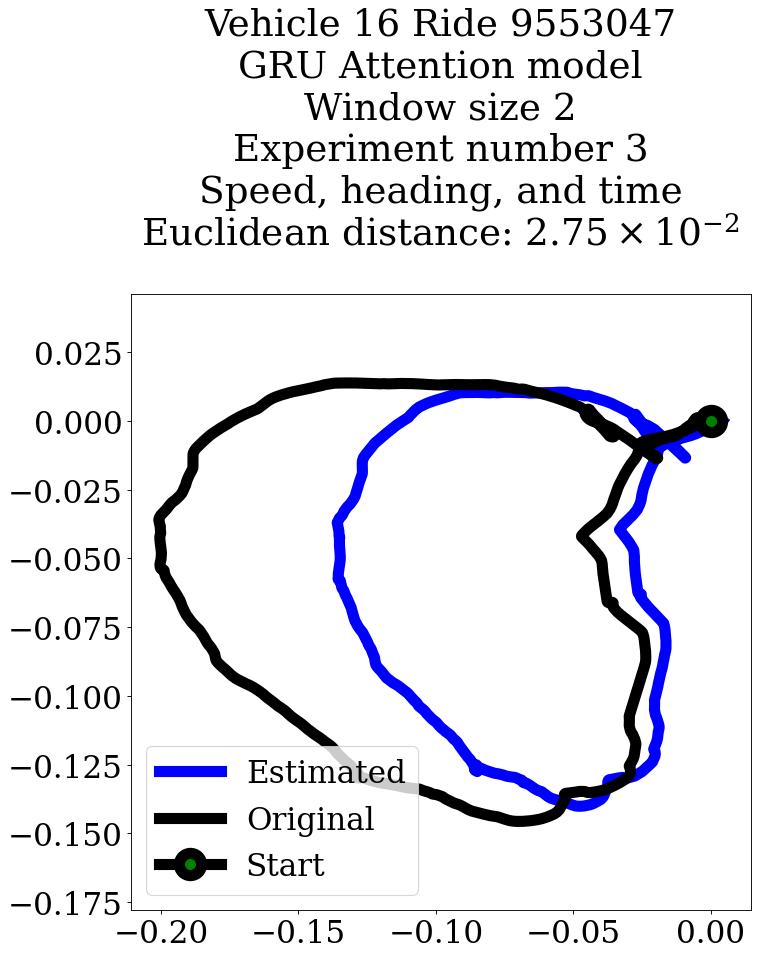 Vehicle 16 Ride 9553047
GRU Attention model
Window size 2
Experiment number 3
Speed, heading, and time
Euclidean distance: 2.75 × 10⁻²
0.025
0.000
−0.025
−0.050
−0.075
−0.100
−0.125
−0.150
−0.175
Estimated
Original
Start
−0.20 −0.15 −0.10 −0.05 0.00